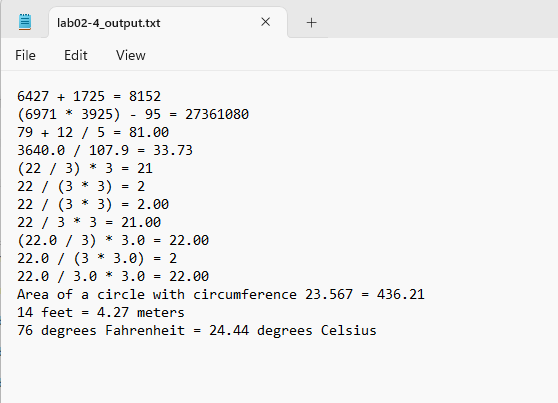 lab02-4_output.txt
File Edit View
6427 + 1725 = 8152
(6971 * 3925) - 95 = 27361080
79 + 12 / 5 = 81.00
3640.0 / 107.9 = 33.73
(22 / 3) * 3 = 21
22 / (3 * 3) = 2
22 / (3 * 3) = 2.00
22 / 3 * 3 = 21.00
(22.0 / 3) * 3.0 = 22.00
22.0 / (3 * 3.0) = 2
22.0 / 3.0 * 3.0 = 22.00
Area of a circle with circumference 23.567 = 436.21
14 feet = 4.27 meters
76 degrees Fahrenheit = 24.44 degrees Celsius